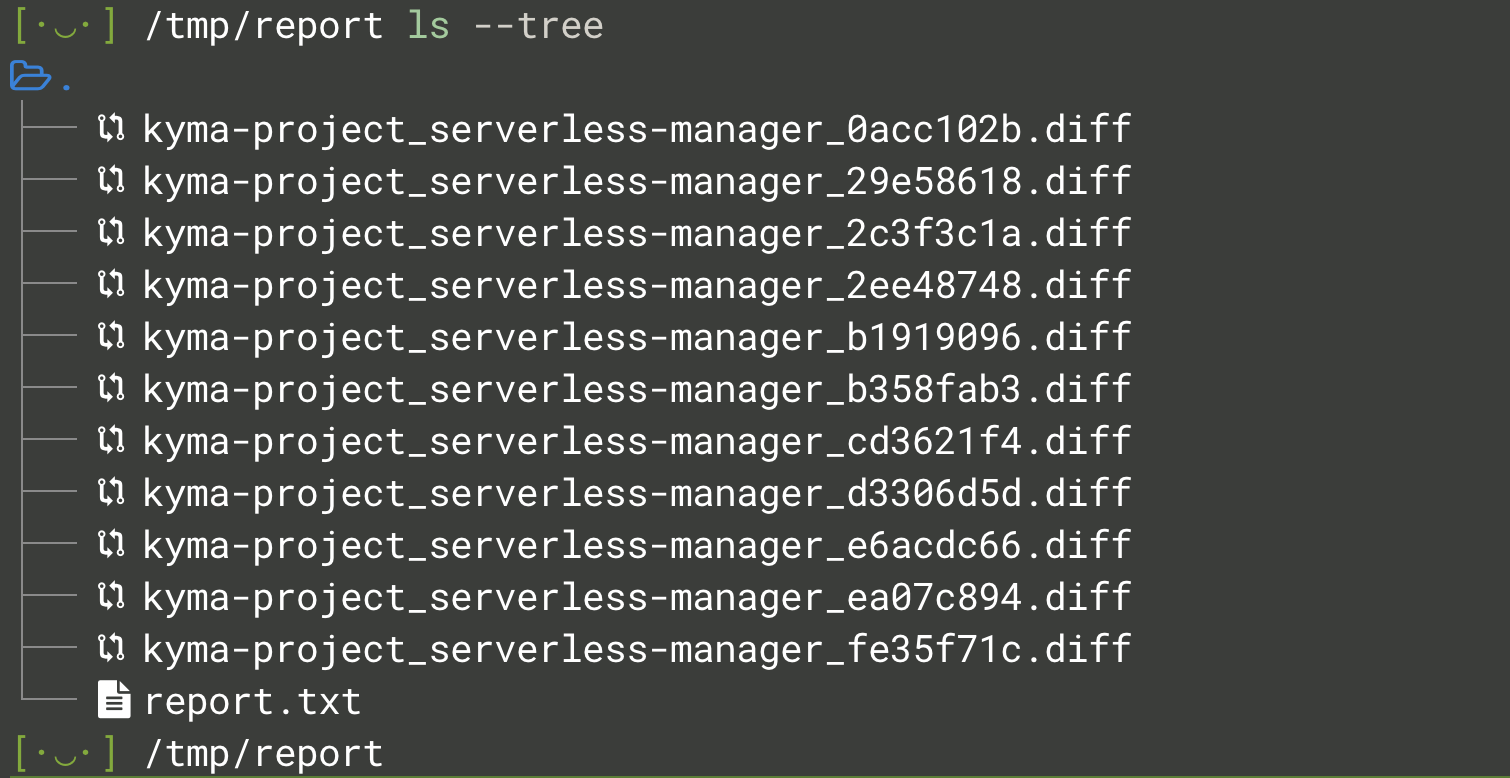 [·◡·] /tmp/report ls --tree
.
kyma-project_serverless-manager_0acc102b.diff
kyma-project_serverless-manager_29e58618.diff
kyma-project_serverless-manager_2c3f3c1a.diff
kyma-project_serverless-manager_2ee48748.diff
kyma-project_serverless-manager_b1919096.diff
kyma-project_serverless-manager_b358fab3.diff
kyma-project_serverless-manager_cd3621f4.diff
kyma-project_serverless-manager_d3306d5d.diff
kyma-project_serverless-manager_e6acdc66.diff
kyma-project_serverless-manager_ea07c894.diff
kyma-project_serverless-manager_fe35f71c.diff
report.txt
[·◡·] /tmp/report